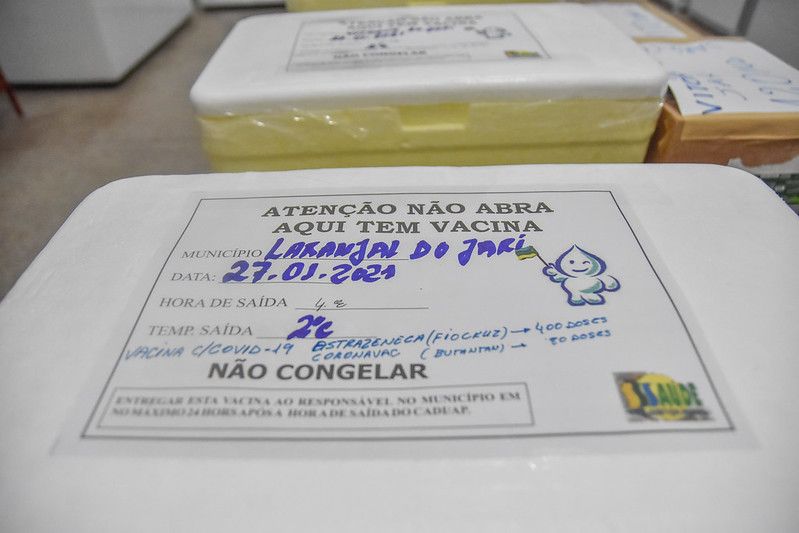 NÃO CONGELAR
ATENÇÃO NÃO ABRA
AQUI TEM VACINA
MUNICÍPIO LARANJAL DO JARI
DATA: 27.01.2021
HORA DE SAÍDA
TEMP. SAÍDA 2°C
VACINA C/COVID-19 ASTRAZENECA (FIOCRUZ) → 400 DOSES
CORONAVAC (BUTANTAN) → 80 DOSES
NÃO CONGELAR
ENTREGAR ESTA VACINA AO RESPONSÁVEL NO MUNICÍPIO EM
NO MÁXIMO 24 HORS APÓS A HORA DE SAÍDA DO CADUAP.
SAÚDE